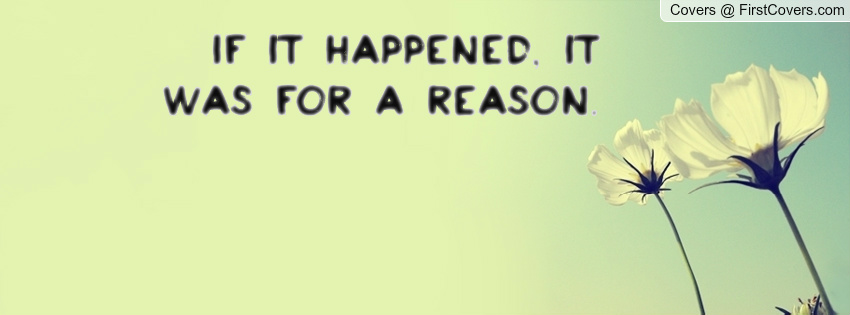 Covers @ FirstCovers.com
IF IT HAPPENED, IT
WAS FOR A REASON.